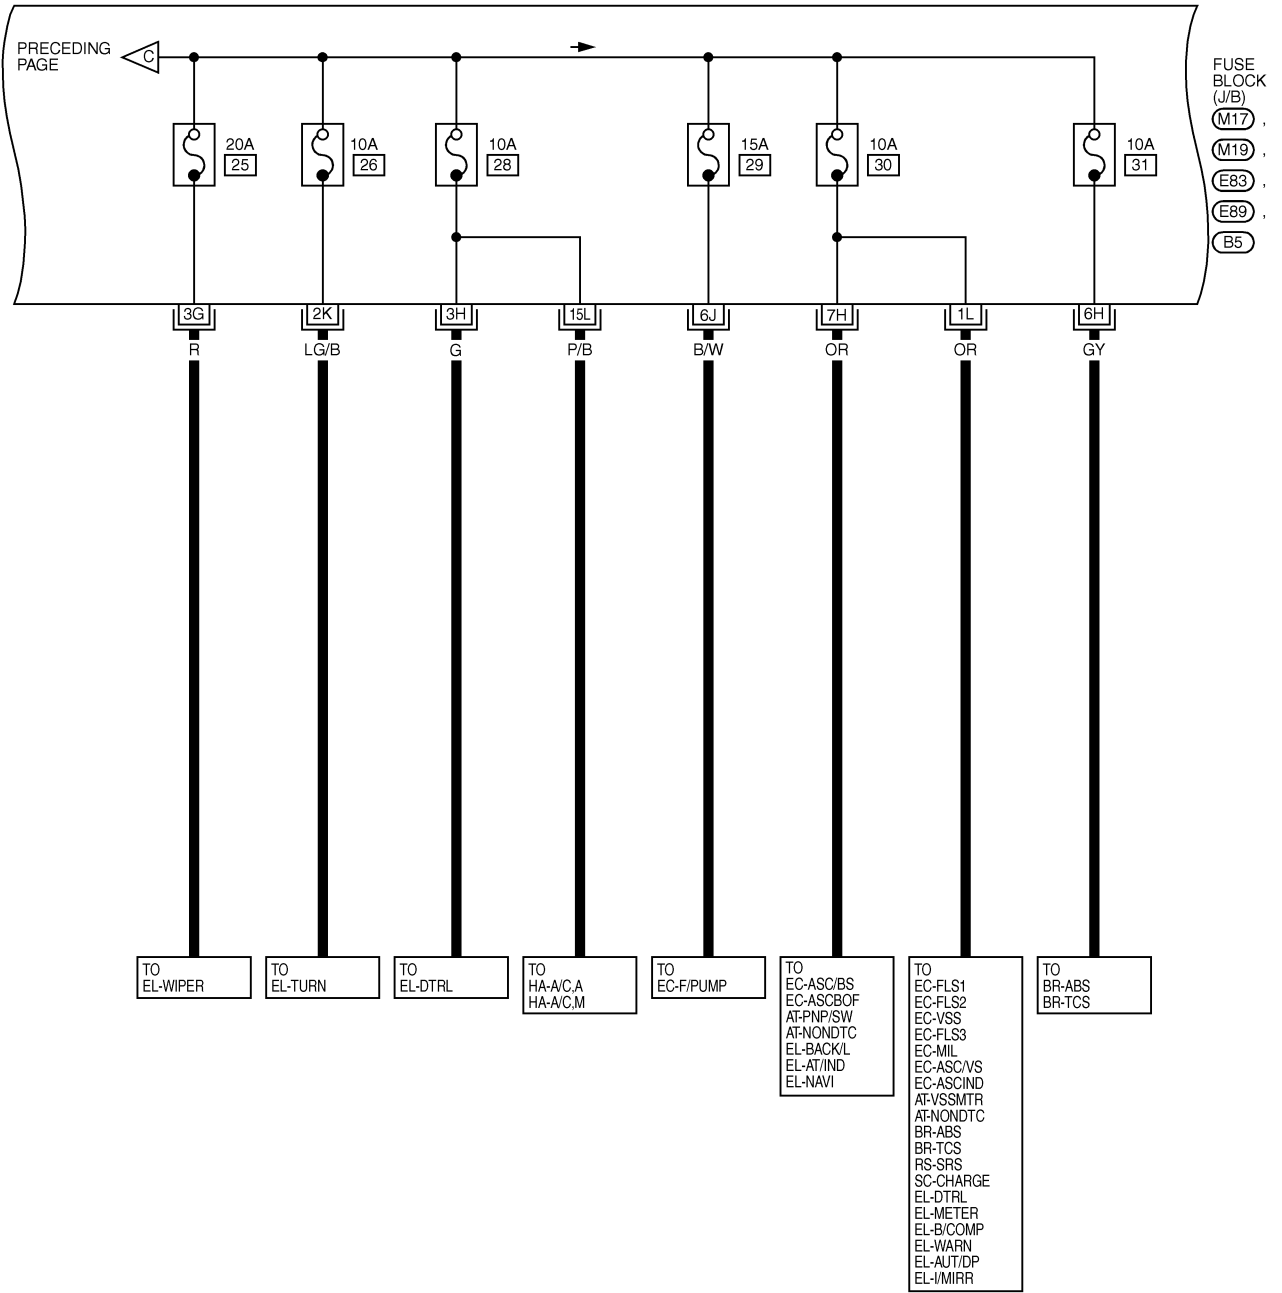 PRECEDING
PAGE
C
FUSE
BLOCK
(J/B)
M17 ,
M19 ,
E83 ,
E89 ,
B5
20A
25
10A
26
10A
28
15A
29
10A
30
10A
31
3G
2K
3H
15L
6J
7H
1L
6H
R
LG/B
G
P/B
B/W
OR
OR
GY
TO
EL-WIPER
TO
EL-TURN
TO
EL-DTRL
TO
HA-A/C,A
HA-A/C,M
TO
EC-F/PUMP
TO
EC-ASC/BS
EC-ASCBOF
AT-PNP/SW
AT-NONDTC
EL-BACK/L
EL-AT/IND
EL-NAVI
TO
EC-FLS1
EC-FLS2
EC-VSS
EC-FLS3
EC-MIL
EC-ASC/VS
EC-ASCIND
AT-VSSMTR
AT-NONDTC
BR-ABS
BR-TCS
RS-SRS
SC-CHARGE
EL-DTRL
EL-METER
EL-B/COMP
EL-WARN
EL-AUT/DP
EL-I/MIRR
TO
BR-ABS
BR-TCS